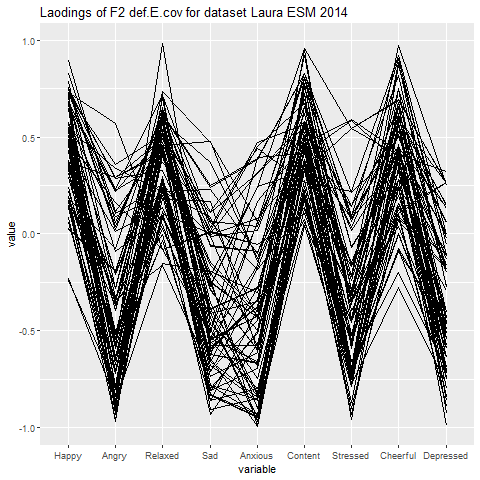 Laodings of F2 def.E.cov for dataset Laura ESM 2014
1.0
0.5
0.0
-0.5
-1.0
value
Happy Angry Relaxed Sad Anxious Content Stressed Cheerful Depressed
variable